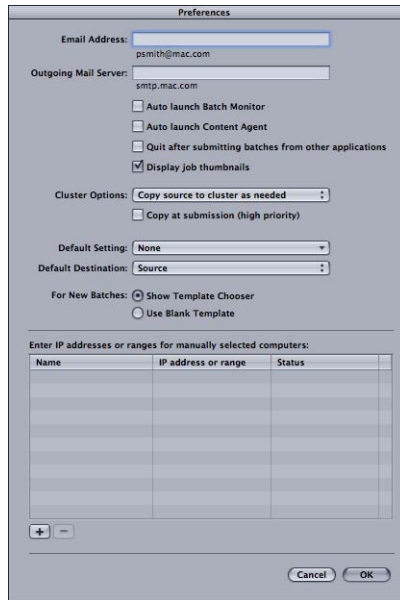 Preferences
Email Address:
psmith@mac.com
Outgoing Mail Server:
smtp.mac.com
Auto launch Batch Monitor
Auto launch Content Agent
Quit after submitting batches from other applications
Display job thumbnails
Cluster Options: Copy source to cluster as needed
Copy at submission (high priority)
Default Setting: None
Default Destination: Source
For New Batches: Show Template Chooser
Use Blank Template
Enter IP addresses or ranges for manually selected computers:
Name IP address or range Status
+ −
Cancel OK